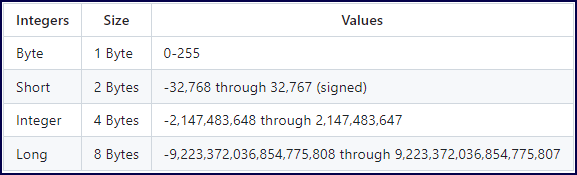 Integers Size Values
Byte 1 Byte 0-255
Short 2 Bytes -32,768 through 32,767 (signed)
Integer 4 Bytes -2,147,483,648 through 2,147,483,647
Long 8 Bytes -9,223,372,036,854,775,808 through 9,223,372,036,854,775,807